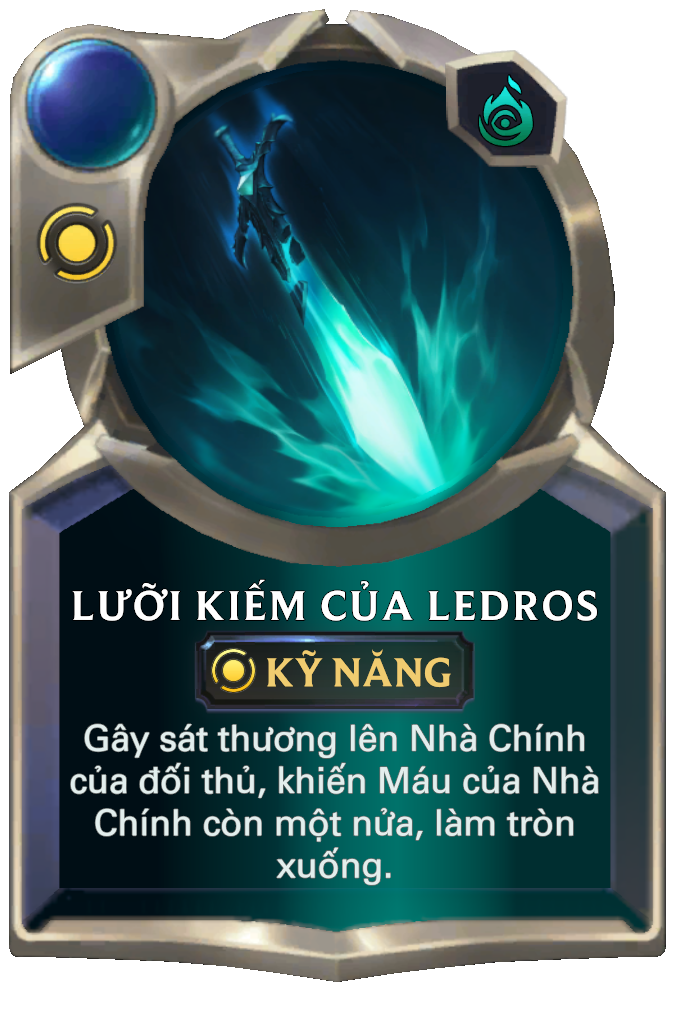 LƯỠI KIẾM CỦA LEDROS
KỸ NĂNG
Gây sát thương lên Nhà Chính
của đối thủ, khiến Máu của Nhà
Chính còn một nửa, làm tròn
xuống.